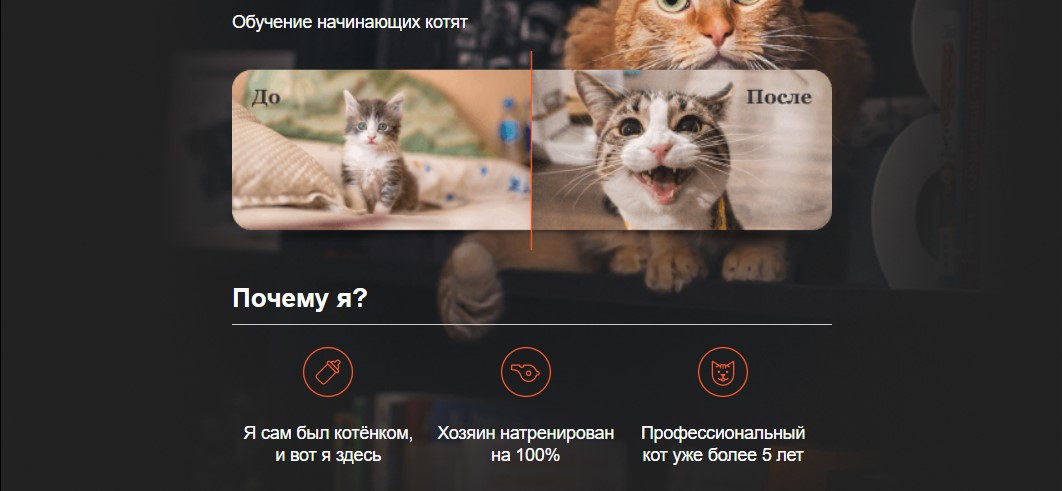 Обучение начинающих котят
До
После
Почему я?
Я сам был котёнком,
и вот я здесь
Хозяин натренирован
на 100%
Профессиональный
кот уже более 5 лет